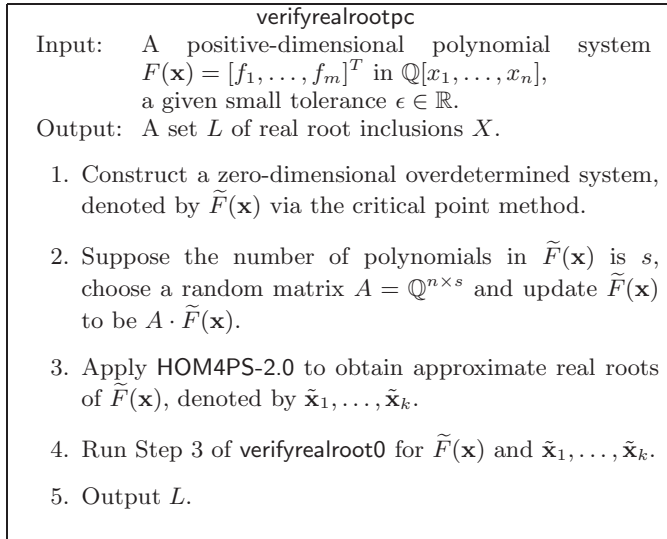 verifyrealrootpc
Input: A positive-dimensional polynomial system
F(x) = [f₁, . . . , fₘ]ᵀ in ℚ[x₁, . . . , xₙ],
a given small tolerance ϵ ∈ ℝ.
Output: A set L of real root inclusions X.
1. Construct a zero-dimensional overdetermined system,
denoted by F̃(x) via the critical point method.
2. Suppose the number of polynomials in F̃(x) is s,
choose a random matrix A = ℚⁿˣˢ and update F̃(x)
to be A · F̃(x).
3. Apply HOM4PS-2.0 to obtain approximate real roots
of F̃(x), denoted by x̃₁, . . . , x̃ₖ.
4. Run Step 3 of verifyrealroot0 for F̃(x) and x̃₁, . . . , x̃ₖ.
5. Output L.